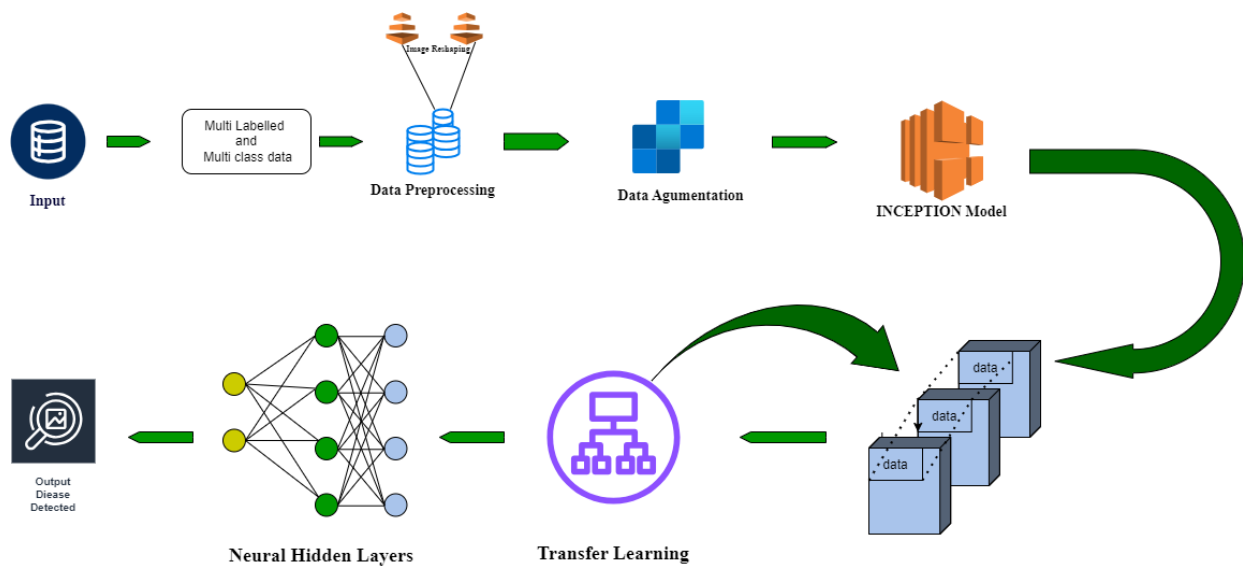 Image Reshaping
Multi Labelled
and
Multi class data
Input
Data Preprocessing
Data Agumentation
INCEPTION Model
data
data
data
Output
Diease
Detected
Neural Hidden Layers
Transfer Learning